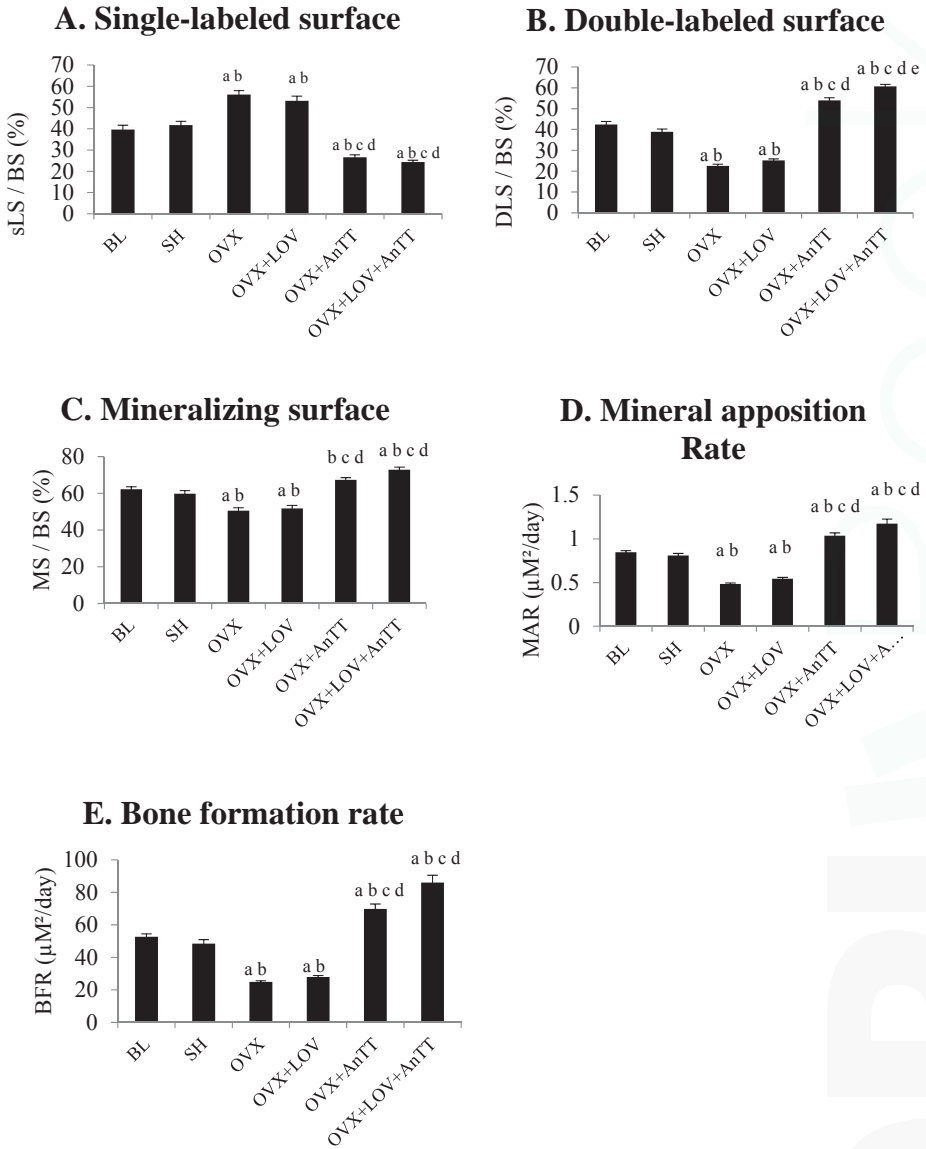 A. Single-labeled surface
sLS / BS (%)
70
60
50
40
30
20
10
0
a b
a b
a b c d
a b c d
BL
SH
OVX
OVX+LOV
OVX+AnTT
OVX+LOV+AnTT
B. Double-labeled surface
DLS / BS (%)
70
60
50
40
30
20
10
0
a b
a b
a b c d
a b c d e
BL
SH
OVX
OVX+LOV
OVX+AnTT
OVX+LOV+AnTT
C. Mineralizing surface
MS / BS (%)
80
60
40
20
0
a b
a b
b c d
a b c d
BL
SH
OVX
OVX+LOV
OVX+AnTT
OVX+LOV+AnTT
D. Mineral apposition
Rate
MAR (µM²/day)
1.5
1
0.5
0
a b
a b
a b c d
a b c d
BL
SH
OVX
OVX+LOV
OVX+AnTT
OVX+LOV+A…
E. Bone formation rate
BFR (µM²/day)
100
80
60
40
20
0
a b
a b
a b c d
a b c d
BL
SH
OVX
OVX+LOV
OVX+AnTT
OVX+LOV+AnTT